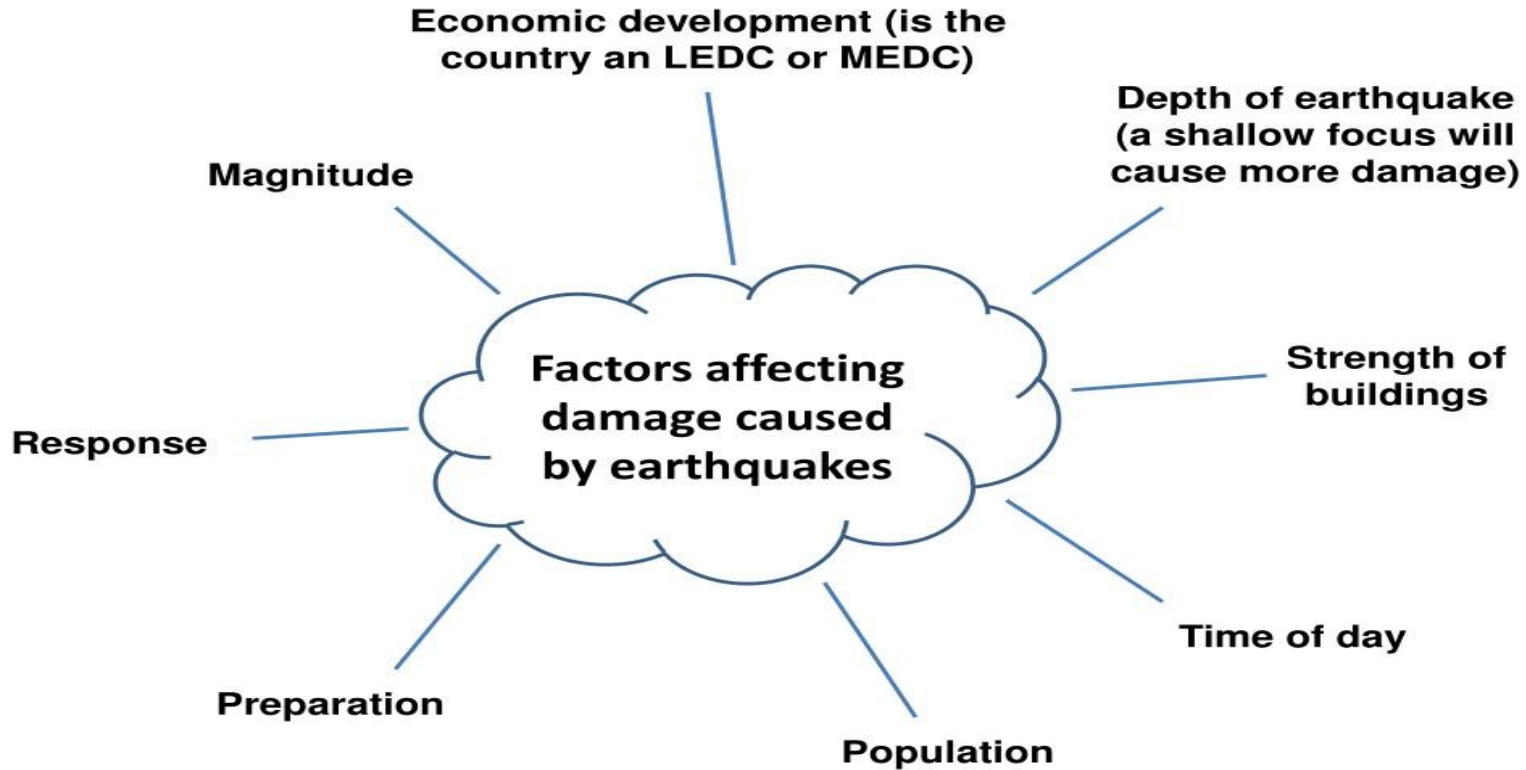 Economic development (is the
country an LEDC or MEDC)
Depth of earthquake
(a shallow focus will
cause more damage)
Magnitude
Factors affecting
damage caused
by earthquakes
Strength of
buildings
Response
Time of day
Preparation
Population